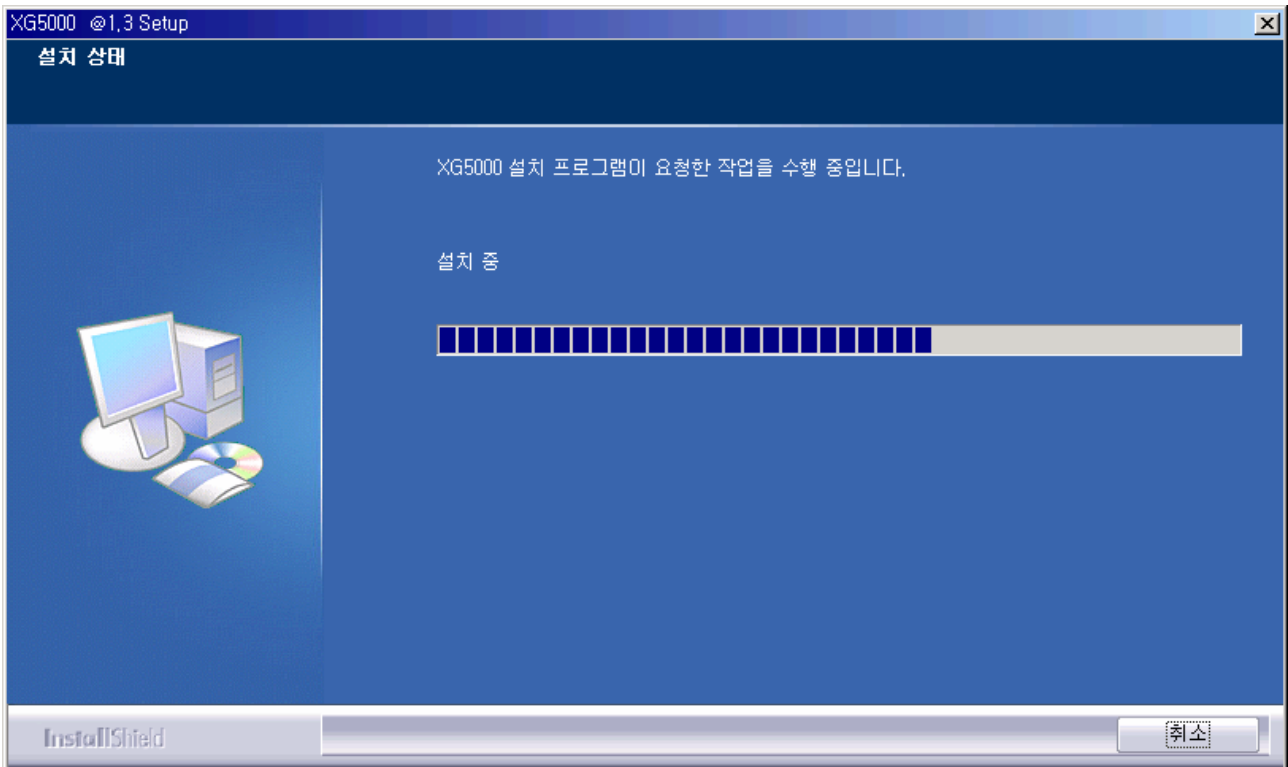 XG5000 @1,3 Setup
설치 상태
XG5000 설치 프로그램이 요청한 작업을 수행 중입니다.
설치 중
InstallShield
취소